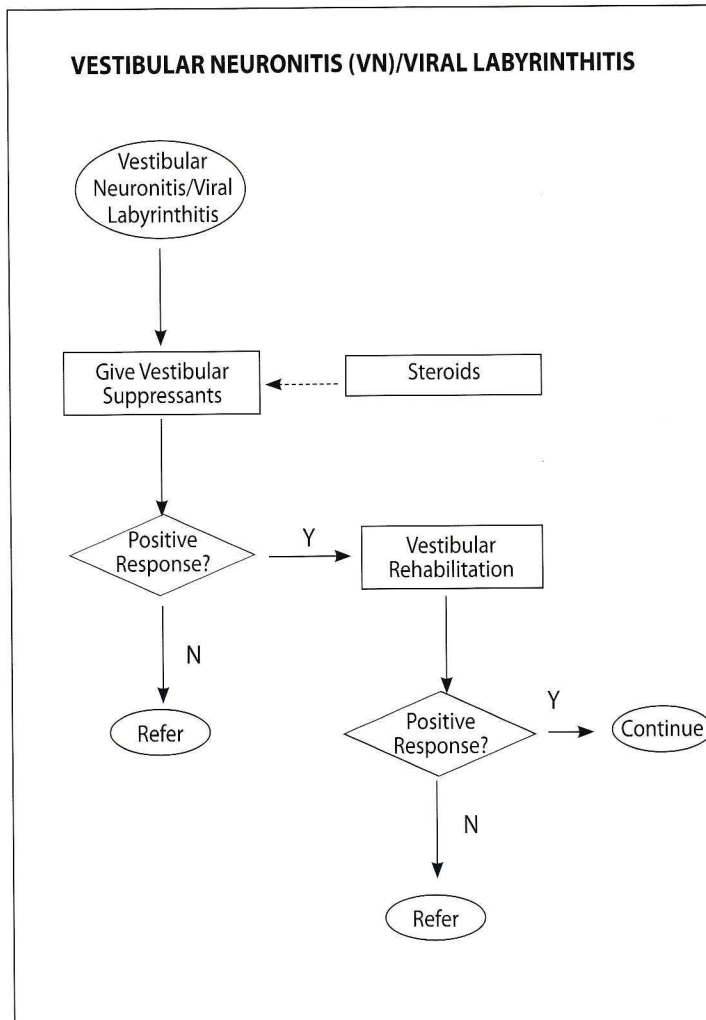 VESTIBULAR NEURONITIS (VN)/VIRAL LABYRINTHITIS
Vestibular
Neuronitis/Viral
Labyrinthitis
Give Vestibular
Suppressants
Steroids
Positive
Response?
Y
Vestibular
Rehabilitation
N
Refer
Positive
Response?
Y
Continue
N
Refer